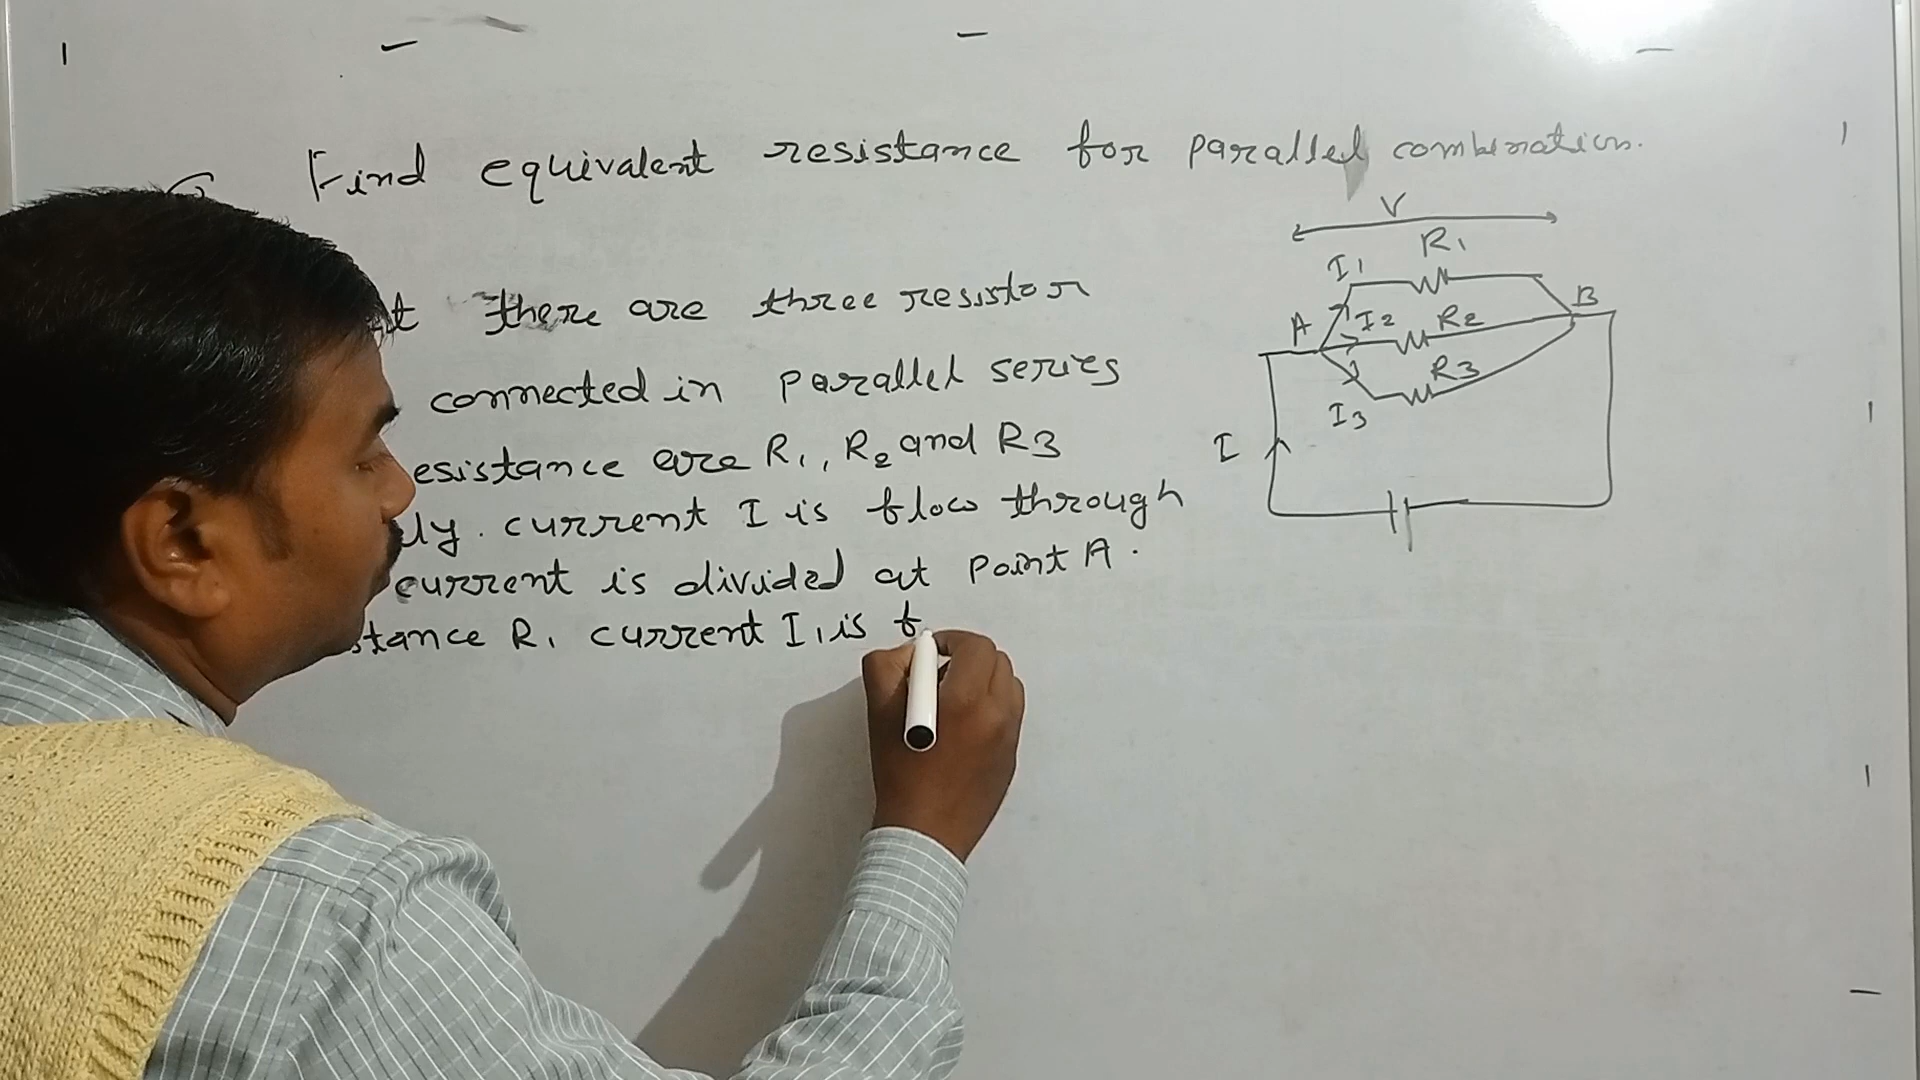 Find equivalent resistance for parallel combination.
there are three resistor
connected in parallel series
esistance are R1, R2 and R3
ly. current I is flow through
current is divided at point A.
stance R1 current I1 is f
V
R1
I1
B
A
I2
R2
R3
I3
I